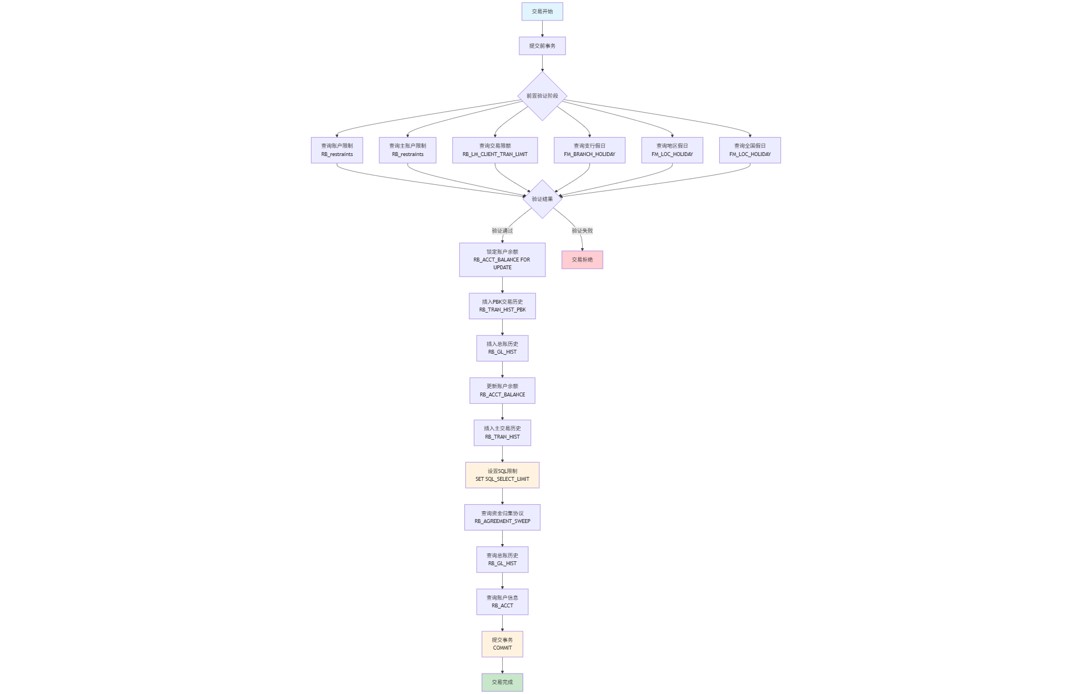 交易开始
提交前事务
前置验证阶段
查询账户限制
RB_restraints
查询主账户限制
RB_restraints
查询交易限额
RB_LM_CLIENT_TRAN_LIMIT
查询支行假日
FM_BRANCH_HOLIDAY
查询地区假日
FM_LOC_HOLIDAY
查询全国假日
FM_LOC_HOLIDAY
验证结果
验证通过
验证失败
锁定账户余额
RB_ACCT_BALANCE FOR
UPDATE
交易拒绝
插入PBK交易历史
RB_TRAN_HIST_PBK
插入总账历史
RB_GL_HIST
更新账户余额
RB_ACCT_BALANCE
插入主交易历史
RB_TRAN_HIST
设置SQL限制
SET SQL_SELECT_LIMIT
查询资金归集协议
RB_AGREEMENT_SWEEP
查询总账历史
RB_GL_HIST
查询账户信息
RB_ACCT
提交事务
COMMIT
交易完成